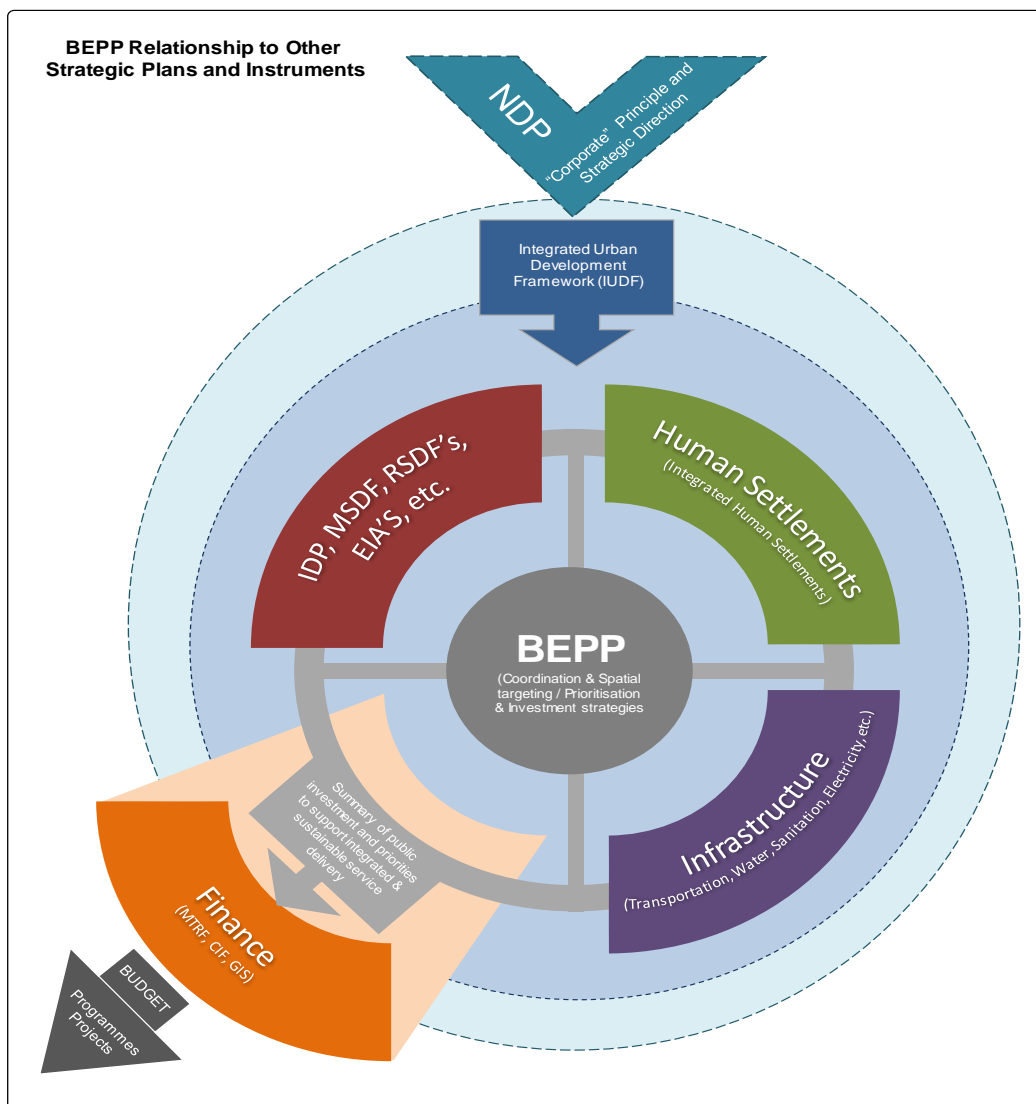 BEPP Relationship to Other
Strategic Plans and Instruments
NDP
"Corporate" Principle and
Strategic Direction
Integrated Urban
Development
Framework (IUDF)
IDP, MSDF, RSDF's,
EIA'S, etc.
Human Settlements
(Integrated Human Settlements)
BEPP
(Coordination & Spatial
targeting / Prioritisation
& Investment strategies
Infrastructure
(Transportation, Water, Sanitation, Electricity, etc.)
Summary of public
investment and priorities
to support integrated &
sustainable service
delivery
Finance
(MTRF, CIF, GIS)
BUDGET
Programmes
Projects